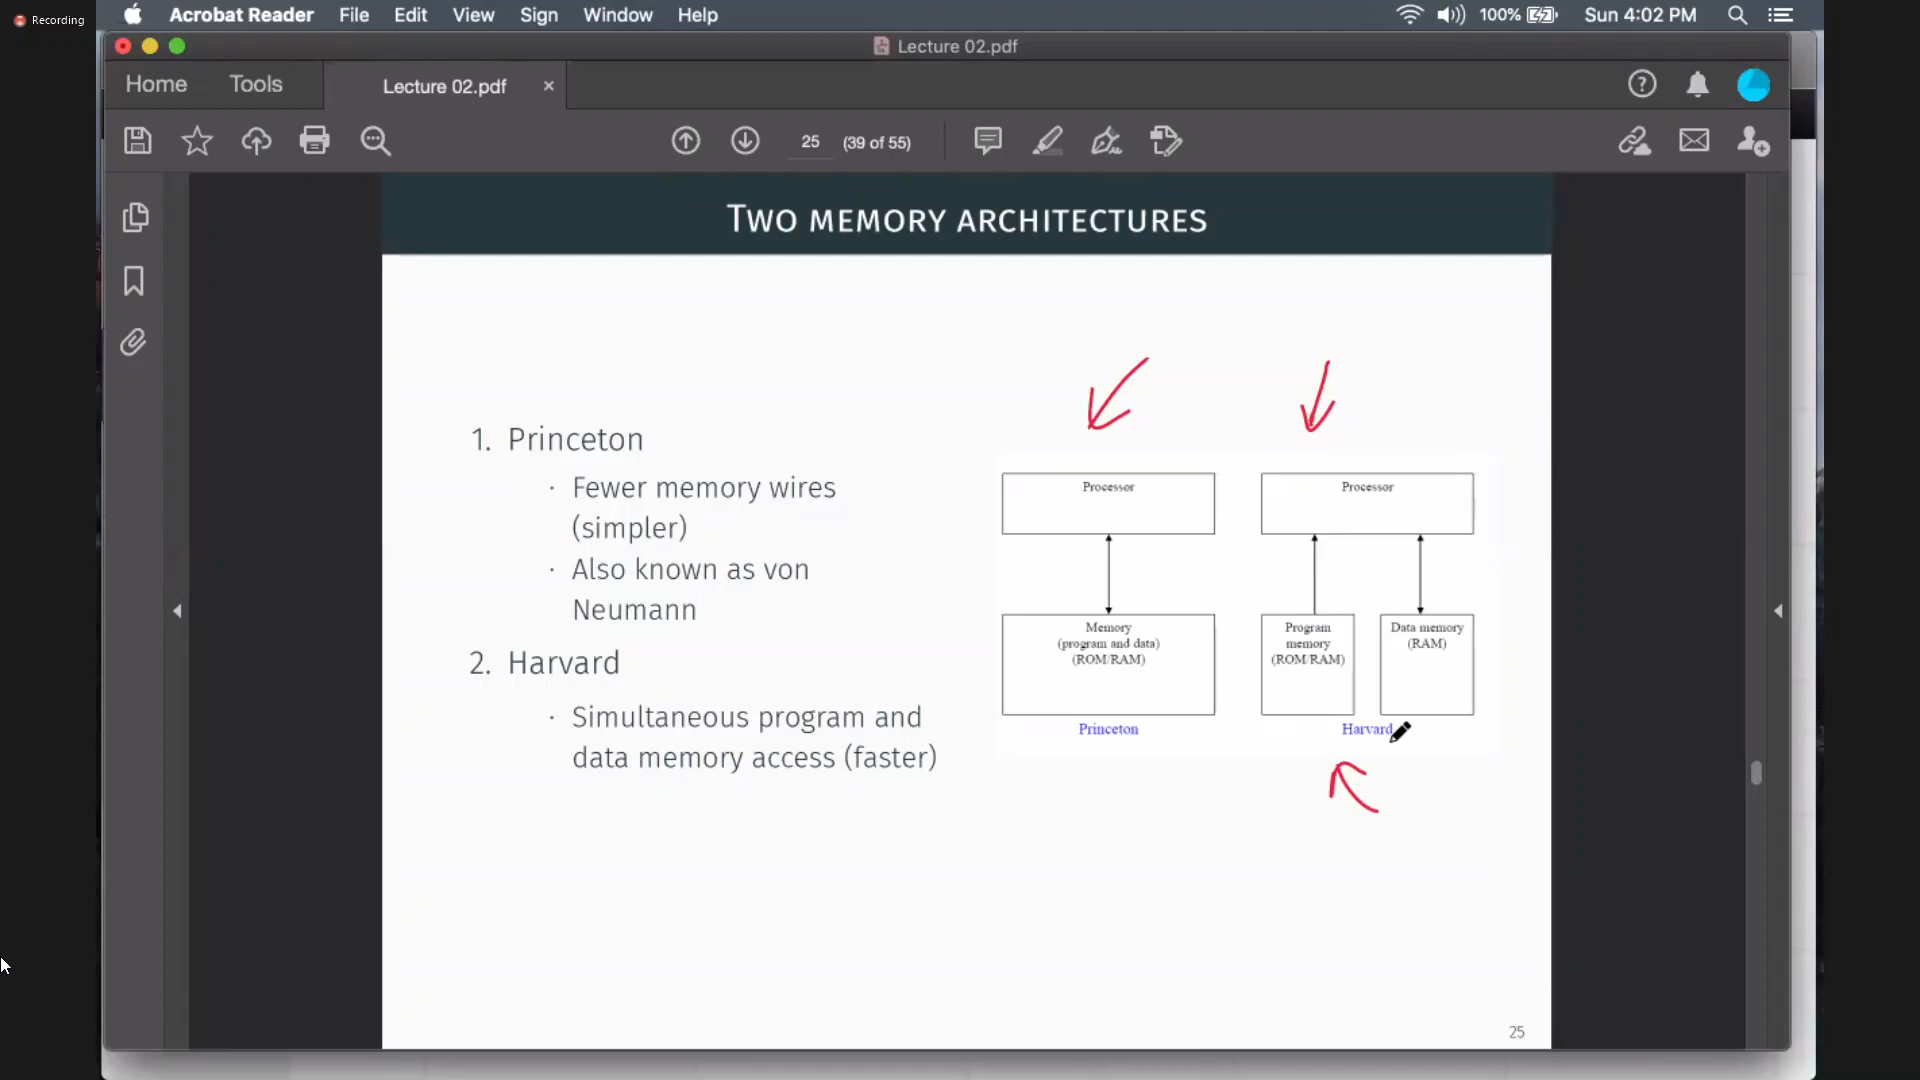 Recording
Acrobat Reader File Edit View Sign Window Help 100% Sun 4:02 PM
Lecture 02.pdf
Home Tools Lecture 02.pdf ×
25 (39 of 55)
Two memory architectures
1. Princeton
· Fewer memory wires
(simpler)
· Also known as von
Neumann
2. Harvard
· Simultaneous program and
data memory access (faster)
Processor
Memory
(program and data)
(ROM/RAM)
Princeton
Processor
Program
memory
(ROM/RAM)
Data memory
(RAM)
Harvard
25